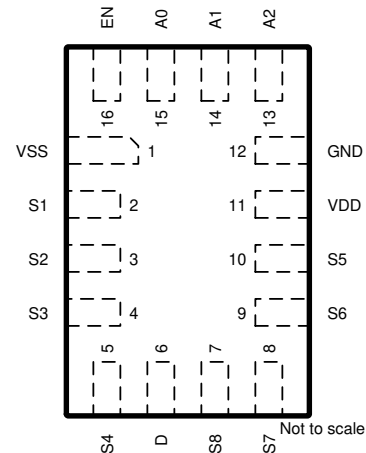 EN A0 A1 A2
16 15 14 13
VSS 1 12 GND
S1 2 11 VDD
S2 3 10 S5
S3 4 9 S6
5 6 7 8
S4 D S8 S7
Not to scale